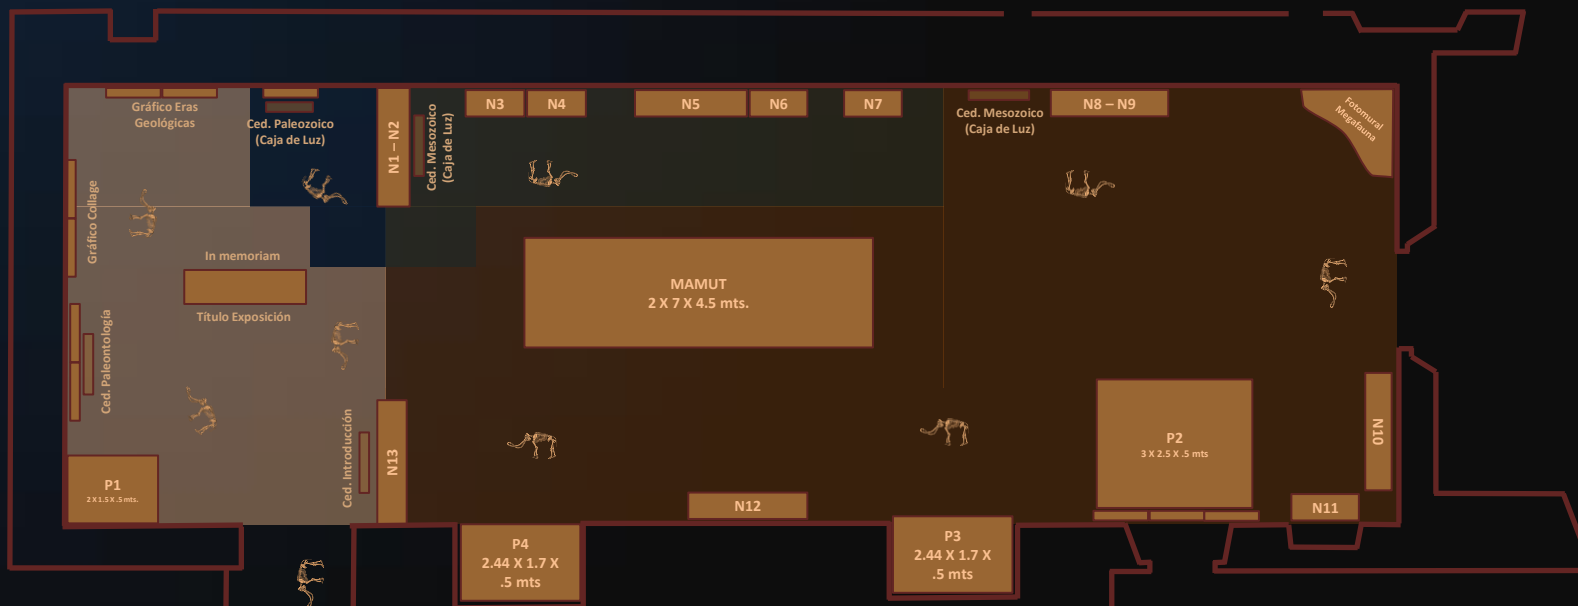 Gráfico Eras
Geológicas
Ced. Paleozoico
(Caja de Luz)
N1 – N2
Ced. Mesozoico
(Caja de Luz)
N3
N4
N5
N6
N7
Ced. Mesozoico
(Caja de Luz)
N8 – N9
Fotomural
Megafauna
Gráfico Collage
In memoriam
Título Exposición
MAMUT
2 X 7 X 4.5 mts.
Ced. Paleontología
Ced. Introducción
N13
P1
2 X 1.5 X .5 mts.
N12
P2
3 X 2.5 X .5 mts
N10
N11
P4
2.44 X 1.7 X
.5 mts
P3
2.44 X 1.7 X
.5 mts